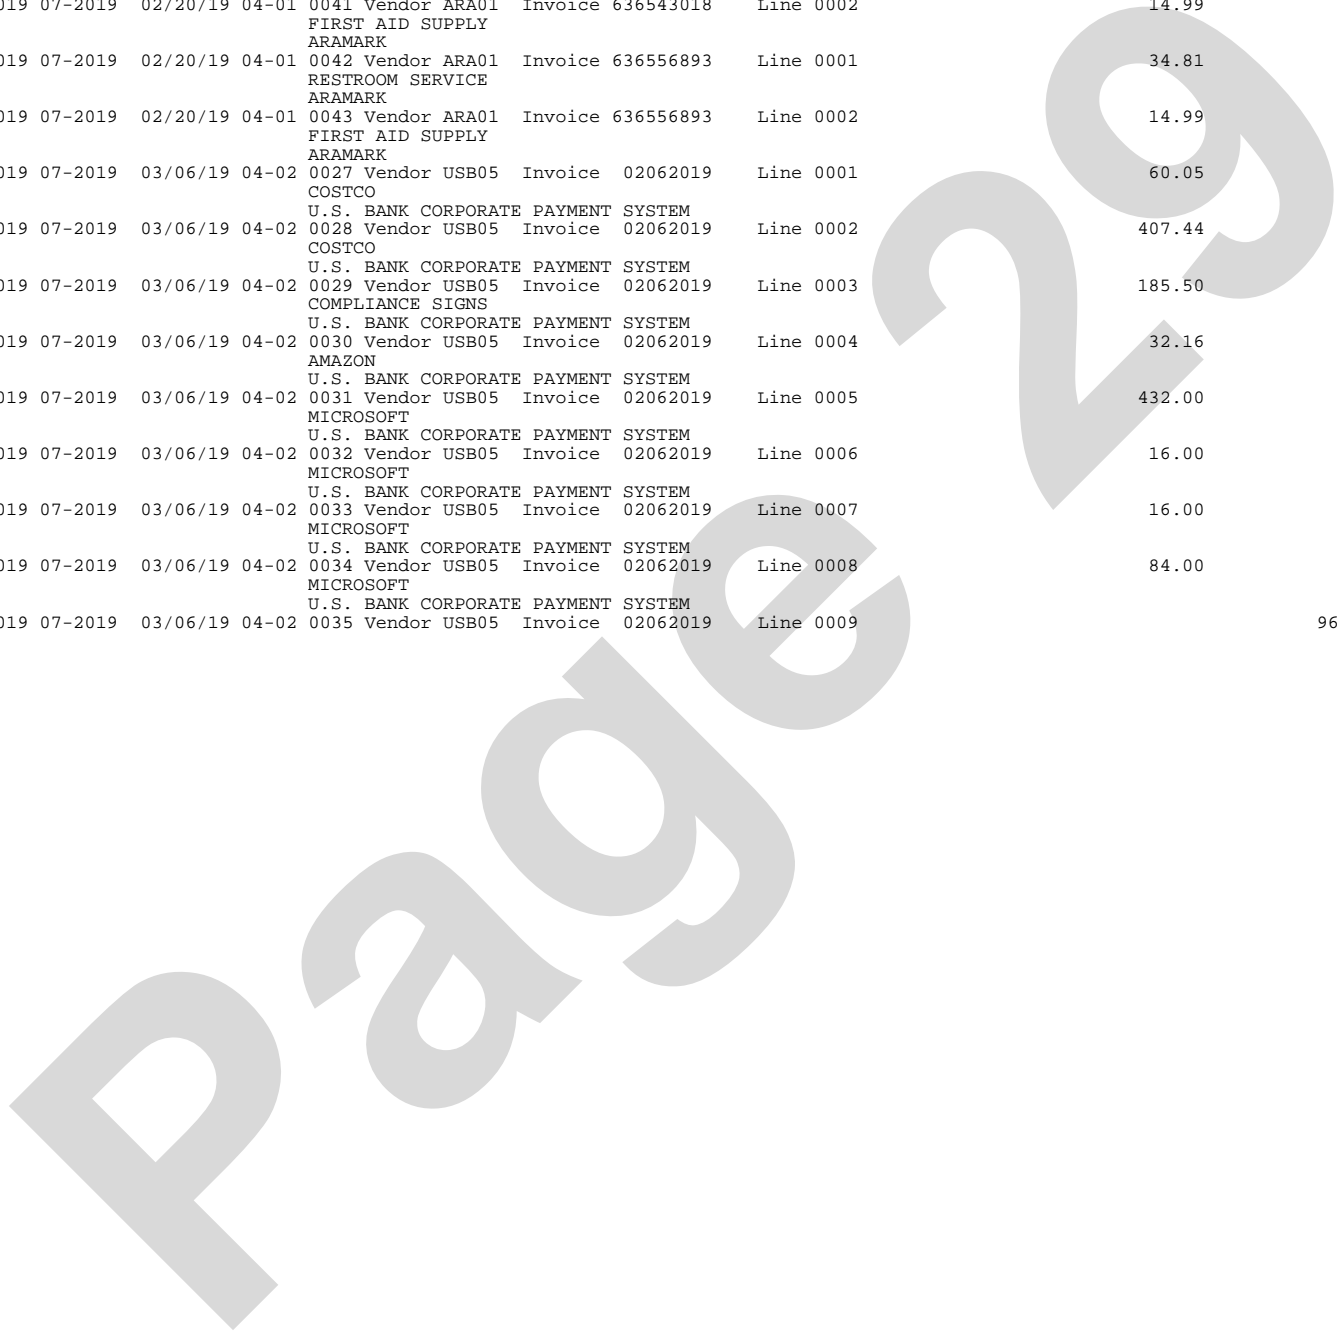 019 07-2019 02/20/19 04-01 0041 Vendor ARA01 Invoice 636543018 Line 0002 14.99
FIRST AID SUPPLY
ARAMARK
019 07-2019 02/20/19 04-01 0042 Vendor ARA01 Invoice 636556893 Line 0001 34.81
RESTROOM SERVICE
ARAMARK
019 07-2019 02/20/19 04-01 0043 Vendor ARA01 Invoice 636556893 Line 0002 14.99
FIRST AID SUPPLY
ARAMARK
019 07-2019 03/06/19 04-02 0027 Vendor USB05 Invoice 02062019 Line 0001 60.05
COSTCO
U.S. BANK CORPORATE PAYMENT SYSTEM
019 07-2019 03/06/19 04-02 0028 Vendor USB05 Invoice 02062019 Line 0002 407.44
COSTCO
U.S. BANK CORPORATE PAYMENT SYSTEM
019 07-2019 03/06/19 04-02 0029 Vendor USB05 Invoice 02062019 Line 0003 185.50
COMPLIANCE SIGNS
U.S. BANK CORPORATE PAYMENT SYSTEM
019 07-2019 03/06/19 04-02 0030 Vendor USB05 Invoice 02062019 Line 0004 32.16
AMAZON
U.S. BANK CORPORATE PAYMENT SYSTEM
019 07-2019 03/06/19 04-02 0031 Vendor USB05 Invoice 02062019 Line 0005 432.00
MICROSOFT
U.S. BANK CORPORATE PAYMENT SYSTEM
019 07-2019 03/06/19 04-02 0032 Vendor USB05 Invoice 02062019 Line 0006 16.00
MICROSOFT
U.S. BANK CORPORATE PAYMENT SYSTEM
019 07-2019 03/06/19 04-02 0033 Vendor USB05 Invoice 02062019 Line 0007 16.00
MICROSOFT
U.S. BANK CORPORATE PAYMENT SYSTEM
019 07-2019 03/06/19 04-02 0034 Vendor USB05 Invoice 02062019 Line 0008 84.00
MICROSOFT
U.S. BANK CORPORATE PAYMENT SYSTEM
019 07-2019 03/06/19 04-02 0035 Vendor USB05 Invoice 02062019 Line 0009 96
Page 29